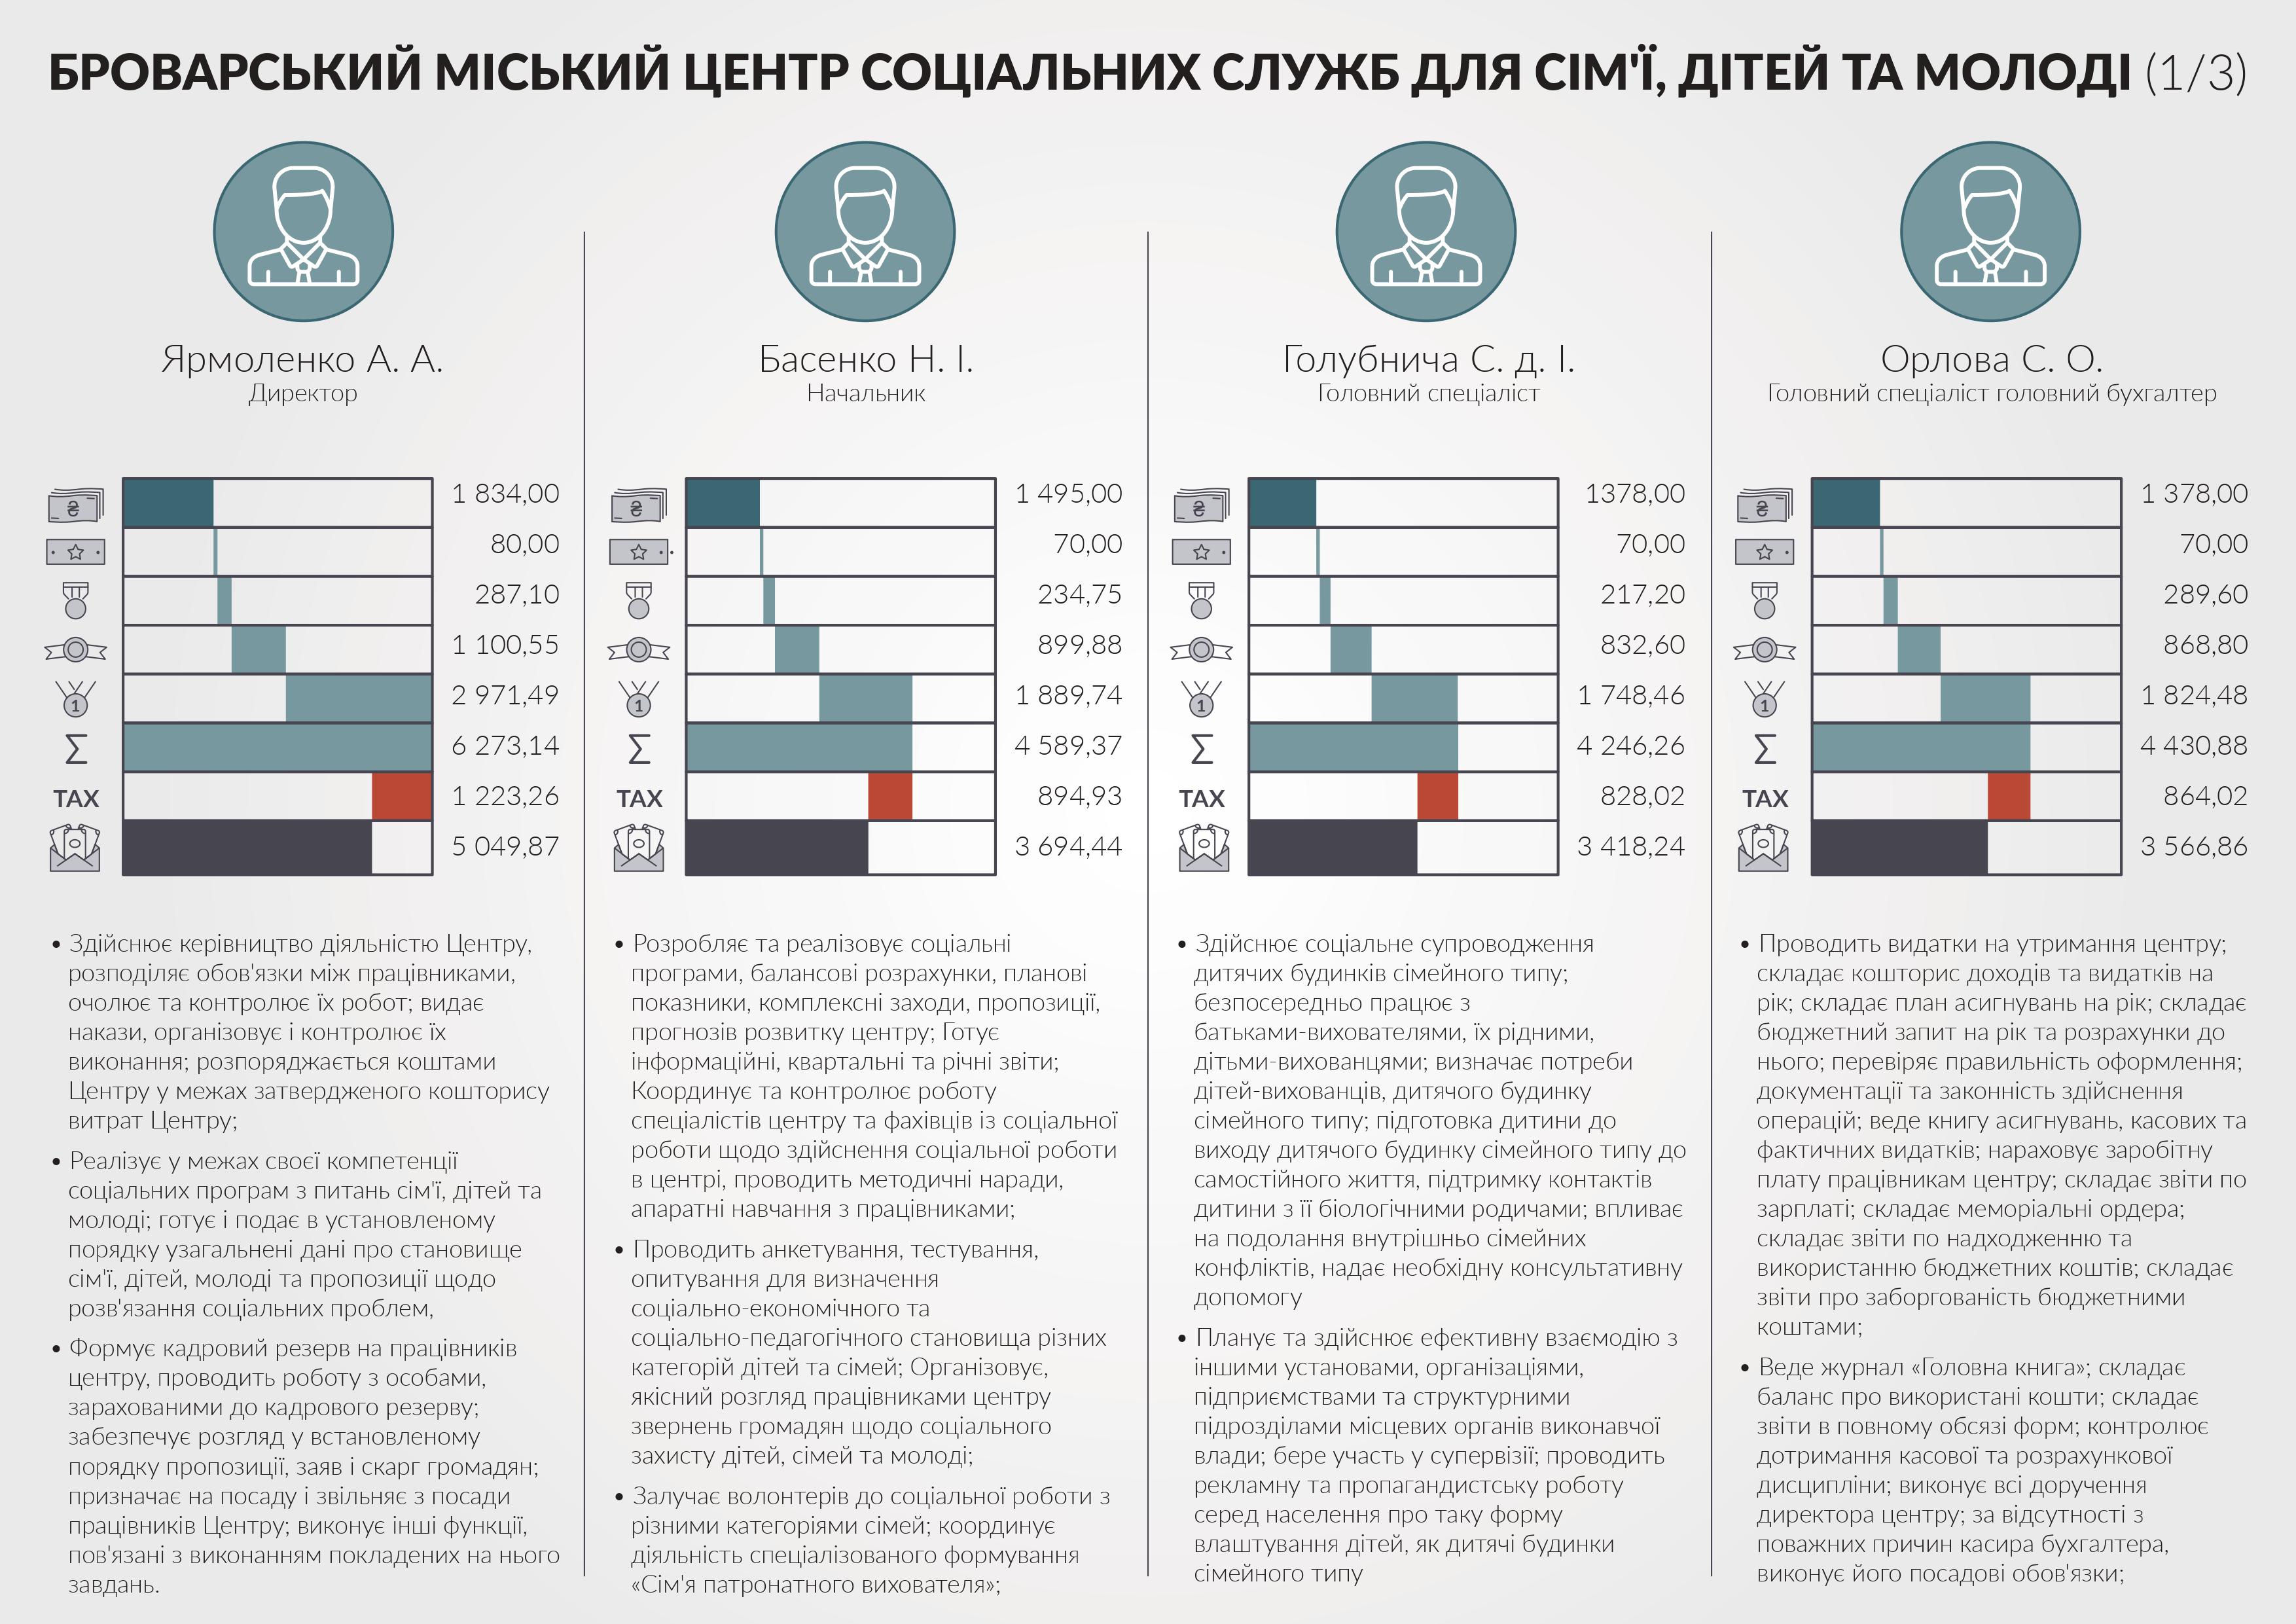 БРОВАРСЬКИЙ МІСЬКИЙ ЦЕНТР СОЦІАЛЬНИХ СЛУЖБ ДЛЯ СІМ'Ї, ДІТЕЙ ТА МОЛОДІ (1/3)
Ярмоленко А. А.
Директор
₴
1 834,00
80,00
287,10
1 100,55
1
2 971,49
Σ
6 273,14
TAX
1 223,26
5 049,87
• Здійснює керівництво діяльністю Центру,
розподіляє обов'язки між працівниками,
очолює та контролює їх робот; видає
накази, організовує і контролює їх
виконання; розпоряджається коштами
Центру у межах затвердженого кошторису
витрат Центру;
• Реалізує у межах своєї компетенції
соціальних програм з питань сім'ї, дітей та
молоді; готує і подає в установленому
порядку узагальнені дані про становище
сім'ї, дітей, молоді та пропозиції щодо
розв'язання соціальних проблем,
• Формує кадровий резерв на працівників
центру, проводить роботу з особами,
зарахованими до кадрового резерву;
забезпечує розгляд у встановленому
порядку пропозиції, заяв і скарг громадян;
призначає на посаду і звільняє з посади
працівників Центру; виконує інші функції,
пов'язані з виконанням покладених на нього
завдань.
Басенко Н. І.
Начальник
₴
1 495,00
70,00
234,75
899,88
1
1 889,74
Σ
4 589,37
TAX
894,93
3 694,44
• Розробляє та реалізовує соціальні
програми, балансові розрахунки, планові
показники, комплексні заходи, пропозиції,
прогнозів розвитку центру; Готує
інформаційні, квартальні та річні звіти;
Координує та контролює роботу
спеціалістів центру та фахівців із соціальної
роботи щодо здійснення соціальної роботи
в центрі, проводить методичні наради,
апаратні навчання з працівниками;
• Проводить анкетування, тестування,
опитування для визначення
соціально-економічного та
соціально-педагогічного становища різних
категорій дітей та сімей; Організовує,
якісний розгляд працівниками центру
звернень громадян щодо соціального
захисту дітей, сімей та молоді;
• Залучає волонтерів до соціальної роботи з
різними категоріями сімей; координує
діяльність спеціалізованого формування
«Сім'я патронатного вихователя»;
Голубнича С. д. І.
Головний спеціаліст
₴
1378,00
70,00
217,20
832,60
1
1 748,46
Σ
4 246,26
TAX
828,02
3 418,24
• Здійснює соціальне супроводження
дитячих будинків сімейного типу;
безпосередньо працює з
батьками-вихователями, їх рідними,
дітьми-вихованцями; визначає потреби
дітей-вихованців, дитячого будинку
сімейного типу; підготовка дитини до
виходу дитячого будинку сімейного типу до
самостійного життя, підтримку контактів
дитини з її біологічними родичами; впливає
на подолання внутрішньо сімейних
конфліктів, надає необхідну консультативну
допомогу
• Планує та здійснює ефективну взаємодію з
іншими установами, організаціями,
підприємствами та структурними
підрозділами місцевих органів виконавчої
влади; бере участь у супервізії; проводить
рекламну та пропагандистську роботу
серед населення про таку форму
влаштування дітей, як дитячі будинки
сімейного типу
Орлова С. О.
Головний спеціаліст головний бухгалтер
₴
1 378,00
70,00
289,60
868,80
1
1 824,48
Σ
4 430,88
TAX
864,02
3 566,86
• Проводить видатки на утримання центру;
складає кошторис доходів та видатків на
рік; складає план асигнувань на рік; складає
бюджетний запит на рік та розрахунки до
нього; перевіряє правильність оформлення;
документації та законність здійснення
операцій; веде книгу асигнувань, касових та
фактичних видатків; нараховує заробітну
плату працівникам центру; складає звіти по
зарплаті; складає меморіальні ордера;
складає звіти по надходженню та
використанню бюджетних коштів; складає
звіти про заборгованість бюджетними
коштами;
• Веде журнал «Головна книга»; складає
баланс про використані кошти; складає
звіти в повному обсязі форм; контролює
дотримання касової та розрахункової
дисципліни; виконує всі доручення
директора центру; за відсутності з
поважних причин касира бухгалтера,
виконує його посадові обов'язки;